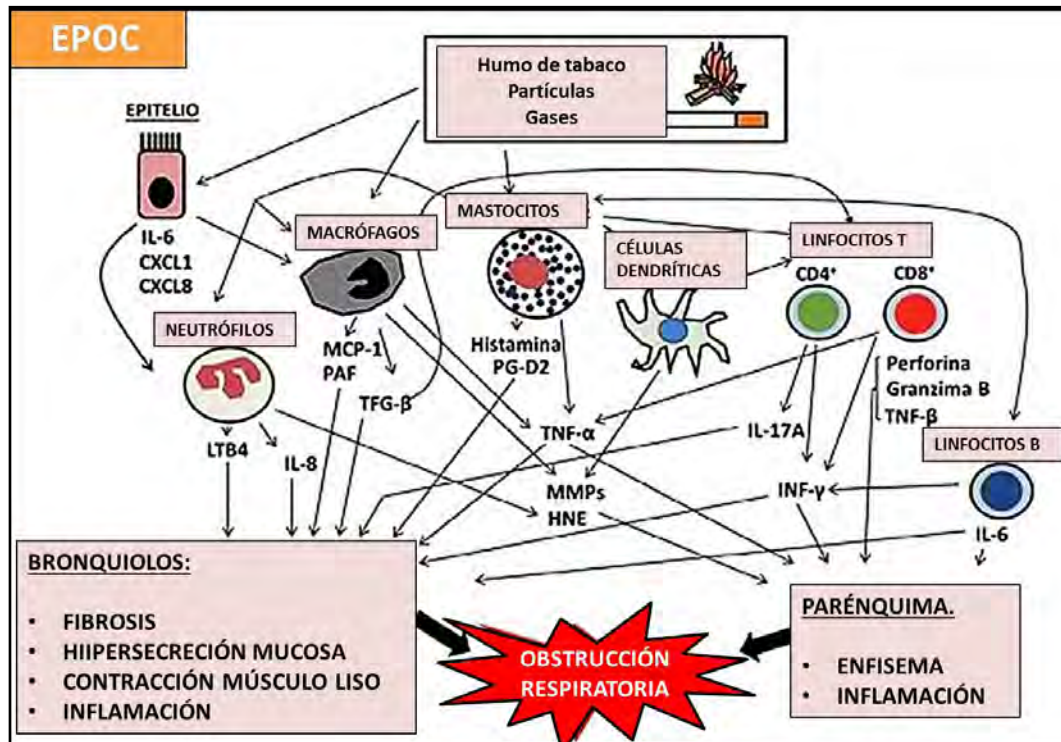 EPOC
Humo de tabaco
Partículas
Gases
EPITELIO
IL-6
CXCL1
CXCL8
MACRÓFAGOS
MASTOCITOS
CÉLULAS
DENDRÍTICAS
LINFOCITOS T
CD4⁺
CD8⁺
NEUTRÓFILOS
MCP-1
PAF
TFG-β
Histamina
PG-D2
Perforina
Granzima B
TNF-β
LTB4
IL-8
TNF-α
IL-17A
LINFOCITOS B
MMPs
HNE
INF-γ
IL-6
BRONQUIOLOS:
• FIBROSIS
• HIIPERSECRECIÓN MUCOSA
• CONTRACCIÓN MÚSCULO LISO
• INFLAMACIÓN
OBSTRUCCIÓN
RESPIRATORIA
PARÉNQUIMA.
• ENFISEMA
• INFLAMACIÓN